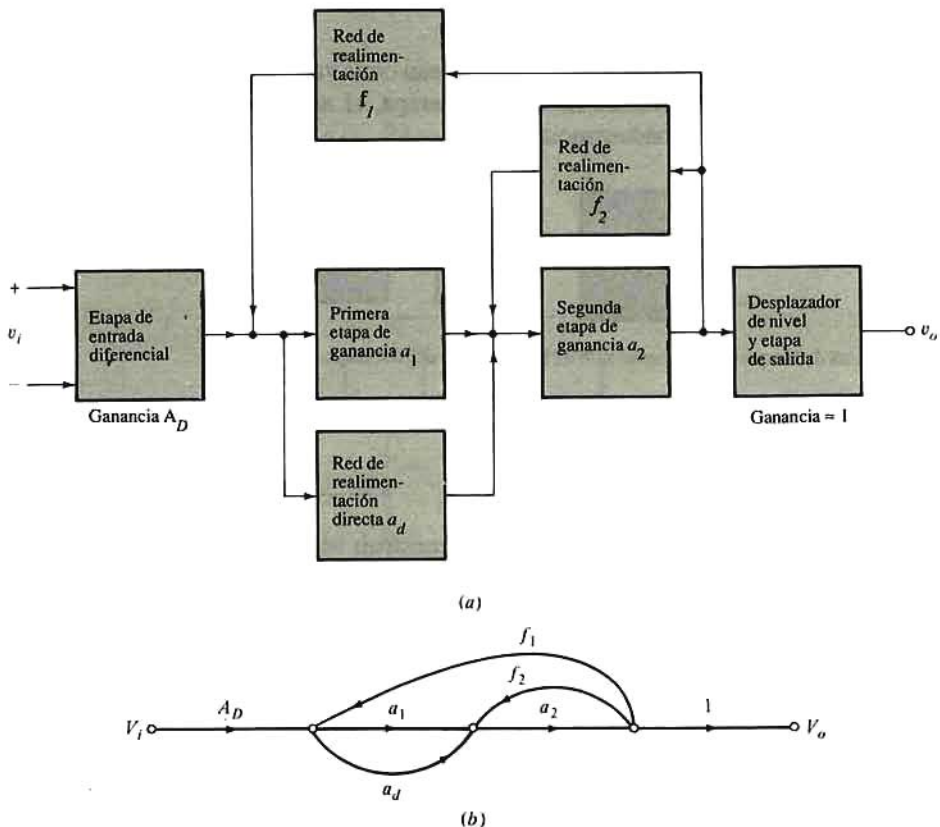 Red de
realimen-
tación
f1
Red de
realimen-
tación
f2
+
vi
−
Etapa de
entrada
diferencial
Ganancia AD
Primera
etapa de
ganancia a1
Segunda
etapa de
ganancia a2
Desplazador
de nivel
y etapa
de salida
Ganancia = 1
vo
Red de
realimen-
tación
directa ad
(a)
f1
f2
Vi
AD
a1
a2
1
Vo
ad
(b)